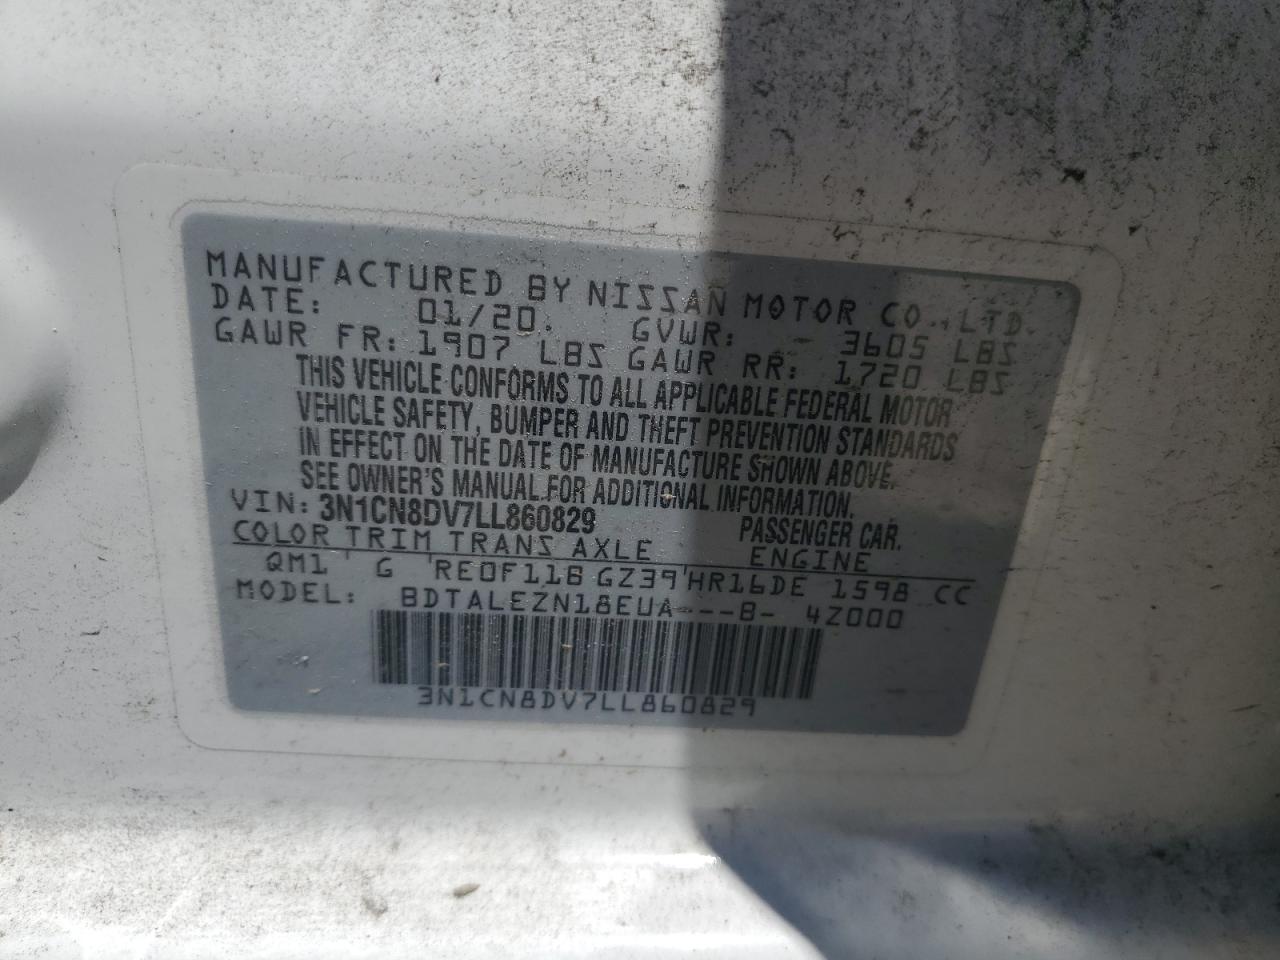 MANUFACTURED BY NISSAN MOTOR CO., LTD.
DATE: 01/20. GVWR: 3605 LBS
GAWR FR: 1907 LBS GAWR RR: 1720 LBS
THIS VEHICLE CONFORMS TO ALL APPLICABLE FEDERAL MOTOR
VEHICLE SAFETY, BUMPER AND THEFT PREVENTION STANDARDS
IN EFFECT ON THE DATE OF MANUFACTURE SHOWN ABOVE.
SEE OWNER'S MANUAL FOR ADDITIONAL INFORMATION.
VIN: 3N1CN8DV7LL860829 PASSENGER CAR.
COLOR TRIM TRANS AXLE ENGINE
QM1 G RE0F11B GZ39 HR16DE 1598 CC
MODEL: BDTALEZN18EUA---B- 4Z000
3N1CN8DV7LL860829